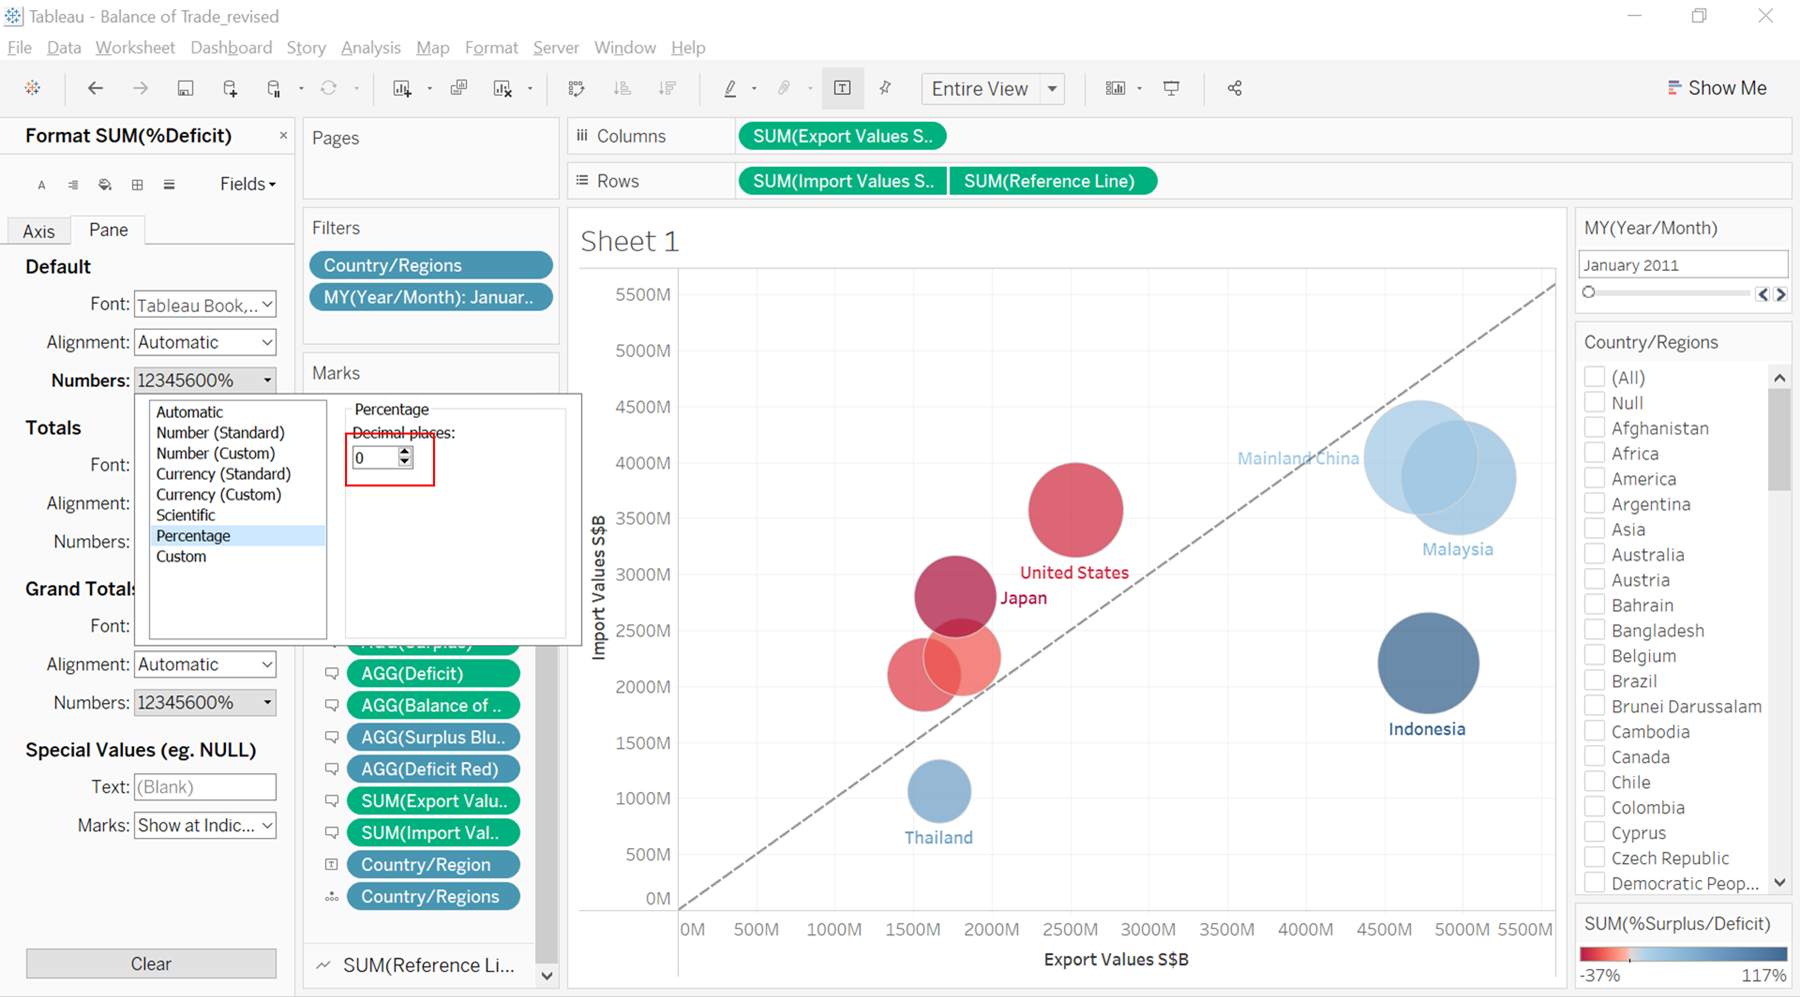 Tableau - Balance of Trade_revised
File Data Worksheet Dashboard Story Analysis Map Format Server Window Help
Entire View
Show Me
Format SUM(%Deficit)
Fields
Axis
Pane
Default
Font: Tableau Book,..
Alignment: Automatic
Numbers: 12345600%
Totals
Font:
Alignment:
Numbers:
Grand Totals
Font:
Alignment: Automatic
Numbers: 12345600%
Special Values (eg. NULL)
Text: (Blank)
Marks: Show at Indic...
Clear
Automatic
Number (Standard)
Number (Custom)
Currency (Standard)
Currency (Custom)
Scientific
Percentage
Custom
Percentage
Decimal places:
0
Pages
Filters
Country/Regions
MY(Year/Month): Januar..
Marks
AGG(Surplus)
AGG(Deficit)
AGG(Balance of ..
AGG(Surplus Blu..
AGG(Deficit Red)
SUM(Export Valu..
SUM(Import Val..
Country/Region
Country/Regions
SUM(Reference Li...
Columns
SUM(Export Values S..
Rows
SUM(Import Values S..
SUM(Reference Line)
Sheet 1
Import Values S$B
5500M
5000M
4500M
4000M
3500M
3000M
2500M
2000M
1500M
1000M
500M
0M
Mainland China
Malaysia
United States
Japan
Indonesia
Thailand
0M 500M 1000M 1500M 2000M 2500M 3000M 3500M 4000M 4500M 5000M 5500M
Export Values S$B
MY(Year/Month)
January 2011
Country/Regions
(All)
Null
Afghanistan
Africa
America
Argentina
Asia
Australia
Austria
Bahrain
Bangladesh
Belgium
Brazil
Brunei Darussalam
Cambodia
Canada
Chile
Colombia
Cyprus
Czech Republic
Democratic Peop...
SUM(%Surplus/Deficit)
-37% 117%